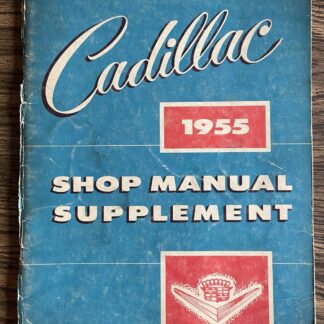 Cadillac
1955
SHOP MANUAL
SUPPLEMENT